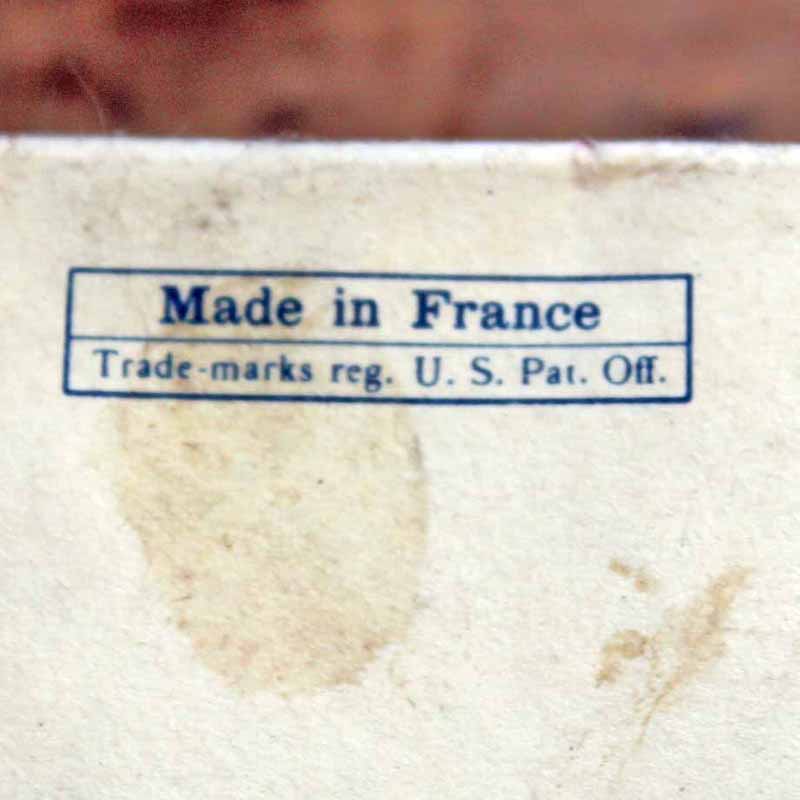 Made in France
Trade-marks reg. U. S. Pat. Off.